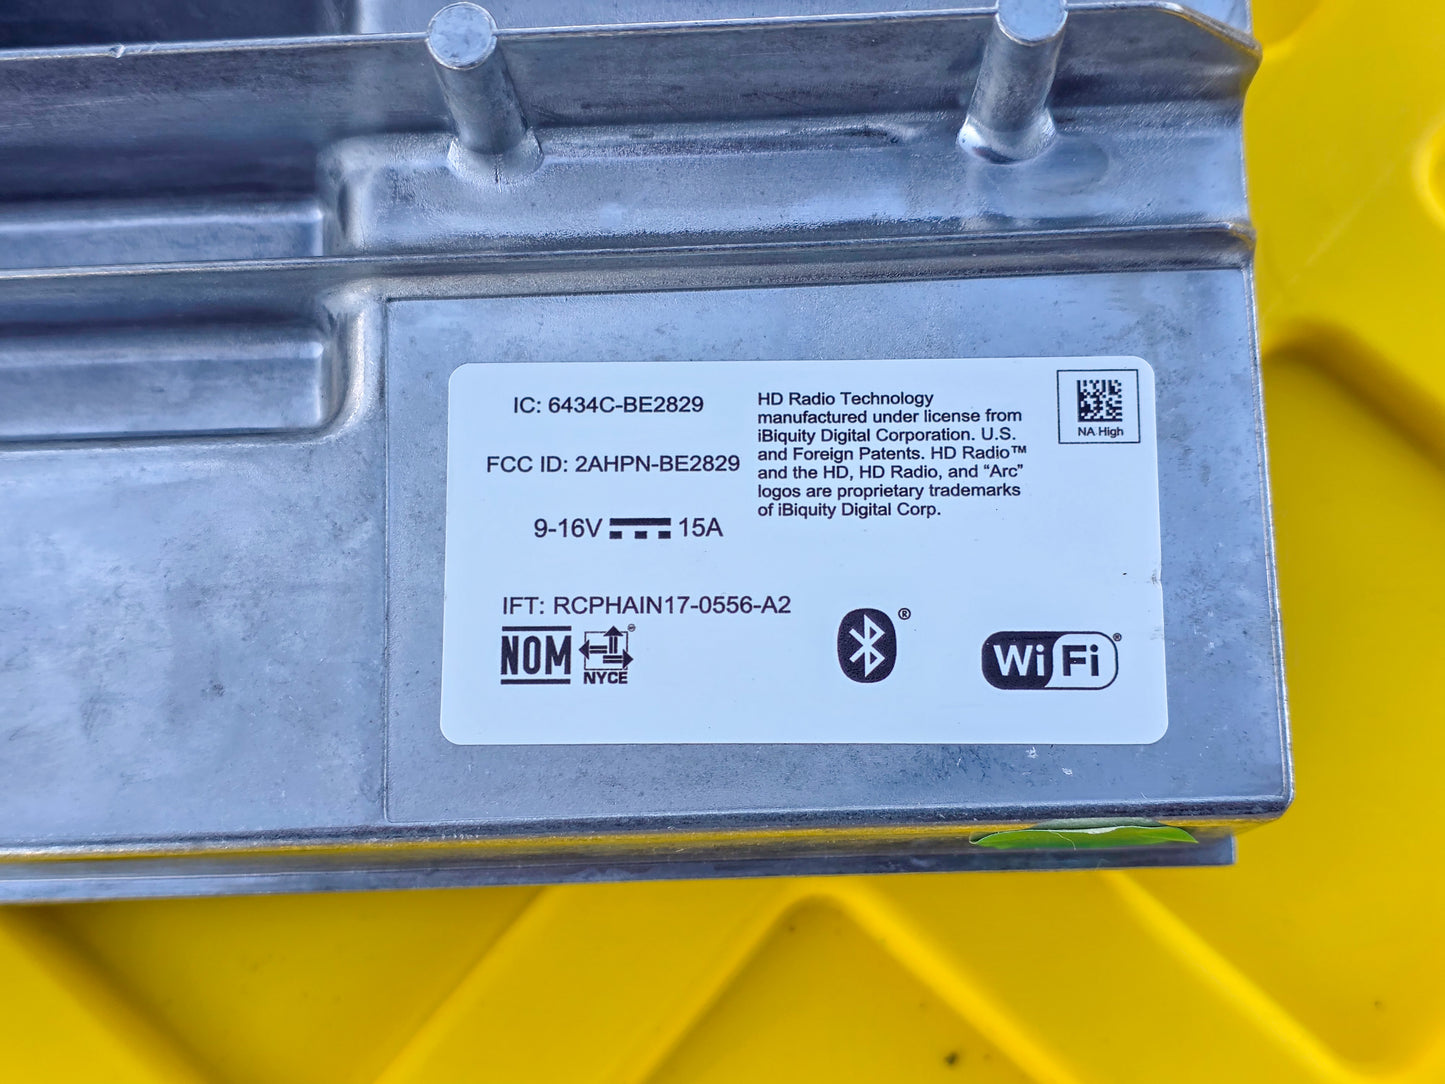 IC: 6434C-BE2829
FCC ID: 2AHPN-BE2829
9-16V 15A
IFT: RCPHAIN17-0556-A2
NOM
NYCE
HD Radio Technology
manufactured under license from
iBiquity Digital Corporation. U.S.
and Foreign Patents. HD Radio™
and the HD, HD Radio, and “Arc”
logos are proprietary trademarks
of iBiquity Digital Corp.
NA High
®
Wi Fi®